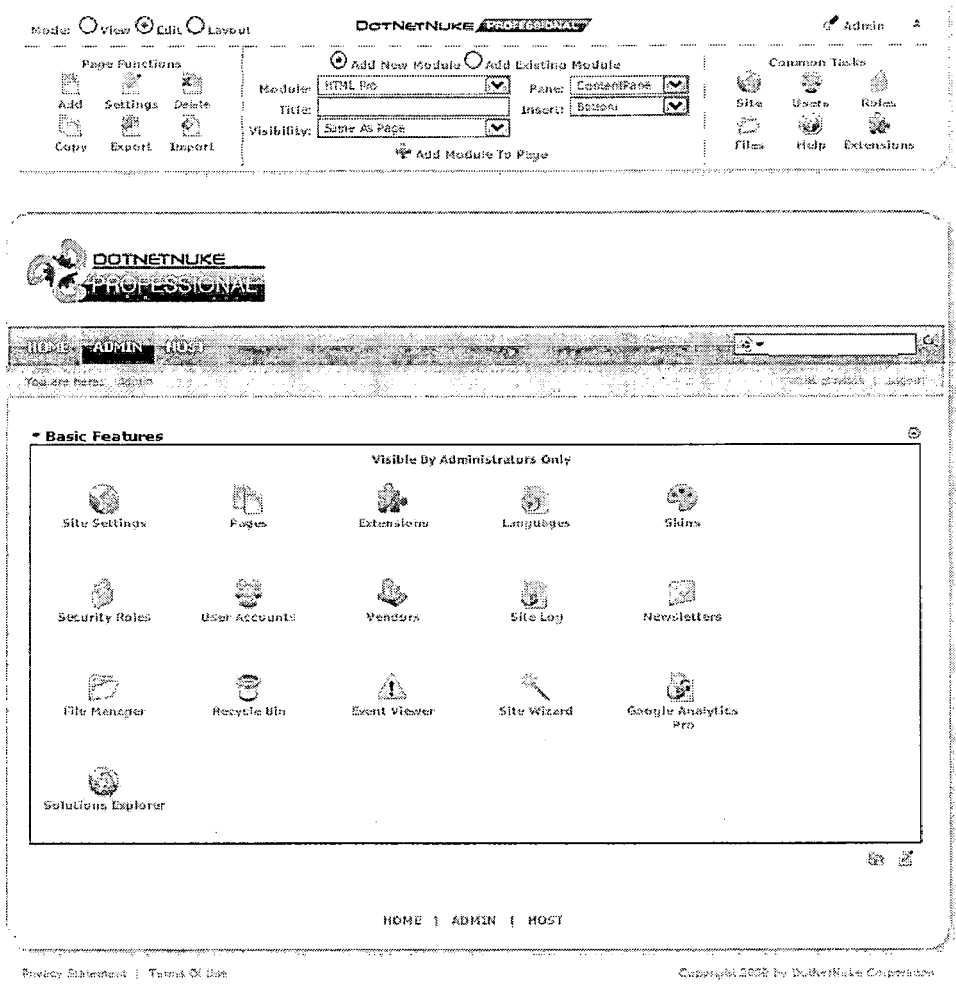 Mode: View Edit Layout
DOTNETNUKE PROFESSIONAL
Admin
Page Functions
Add Settings Delete
Copy Export Import
Add New Module Add Existing Module
Module: HTML Pro Pane: ContentPane
Title: Insert: Bottom
Visibility: Same As Page
Add Module To Page
Common Tasks
Site Users Roles
Files Help Extensions
DOTNETNUKE
PROFESSIONAL
HOME ADMIN HOST
You are here: Admin
Logout
Basic Features
Visible By Administrators Only
Site Settings Pages Extensions Languages Skins
Security Roles User Accounts Vendors Site Log Newsletters
File Manager Recycle Bin Event Viewer Site Wizard Google Analytics
Pro
Solutions Explorer
HOME | ADMIN | HOST
Privacy Statement | Terms Of Use
Copyright by DotNetNuke Corporation